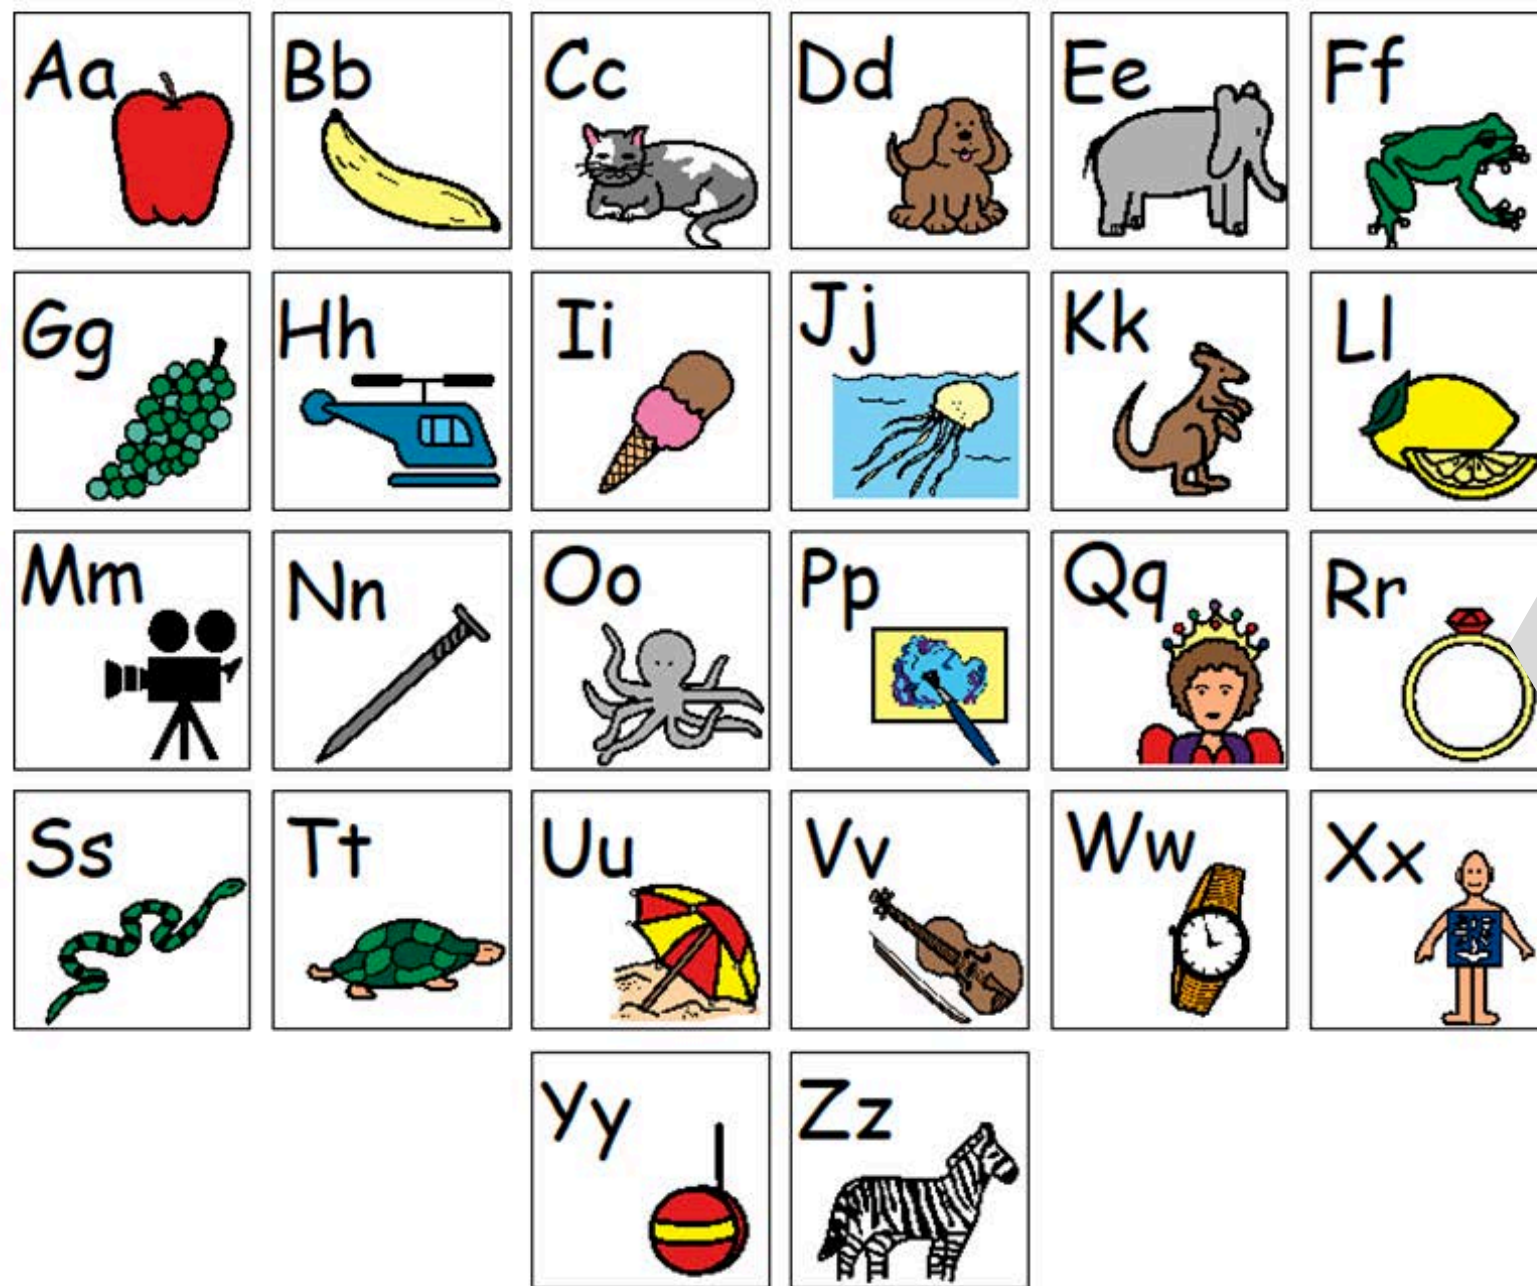 Aa Bb Cc Dd Ee Ff
Gg Hh Ii Jj Kk Ll
Mm Nn Oo Pp Qq Rr
Ss Tt Uu Vv Ww Xx
Yy Zz